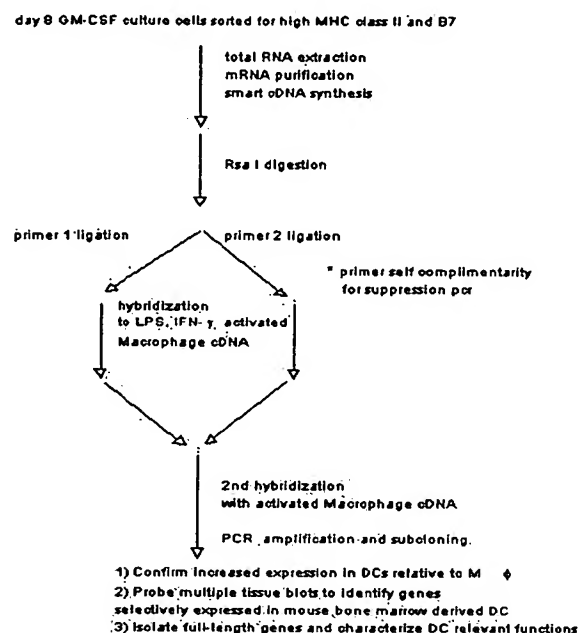 day 8 GM-CSF culture cells sorted for high MHC class II and B7
total RNA extraction
mRNA purification
smart cDNA synthesis
Rsa I digestion
primer 1 ligation
primer 2 ligation
* primer self complimentarity
for suppression pcr
hybridization
to LPS, IFN-γ, activated
Macrophage cDNA
2nd hybridization
with activated Macrophage cDNA
PCR amplification and subcloning.
1) Confirm increased expression in DCs relative to M ϕ
2) Probe multiple tissue blots to identify genes
selectively expressed in mouse bone marrow derived DC
3) Isolate full-length genes and characterize DC relevant functions